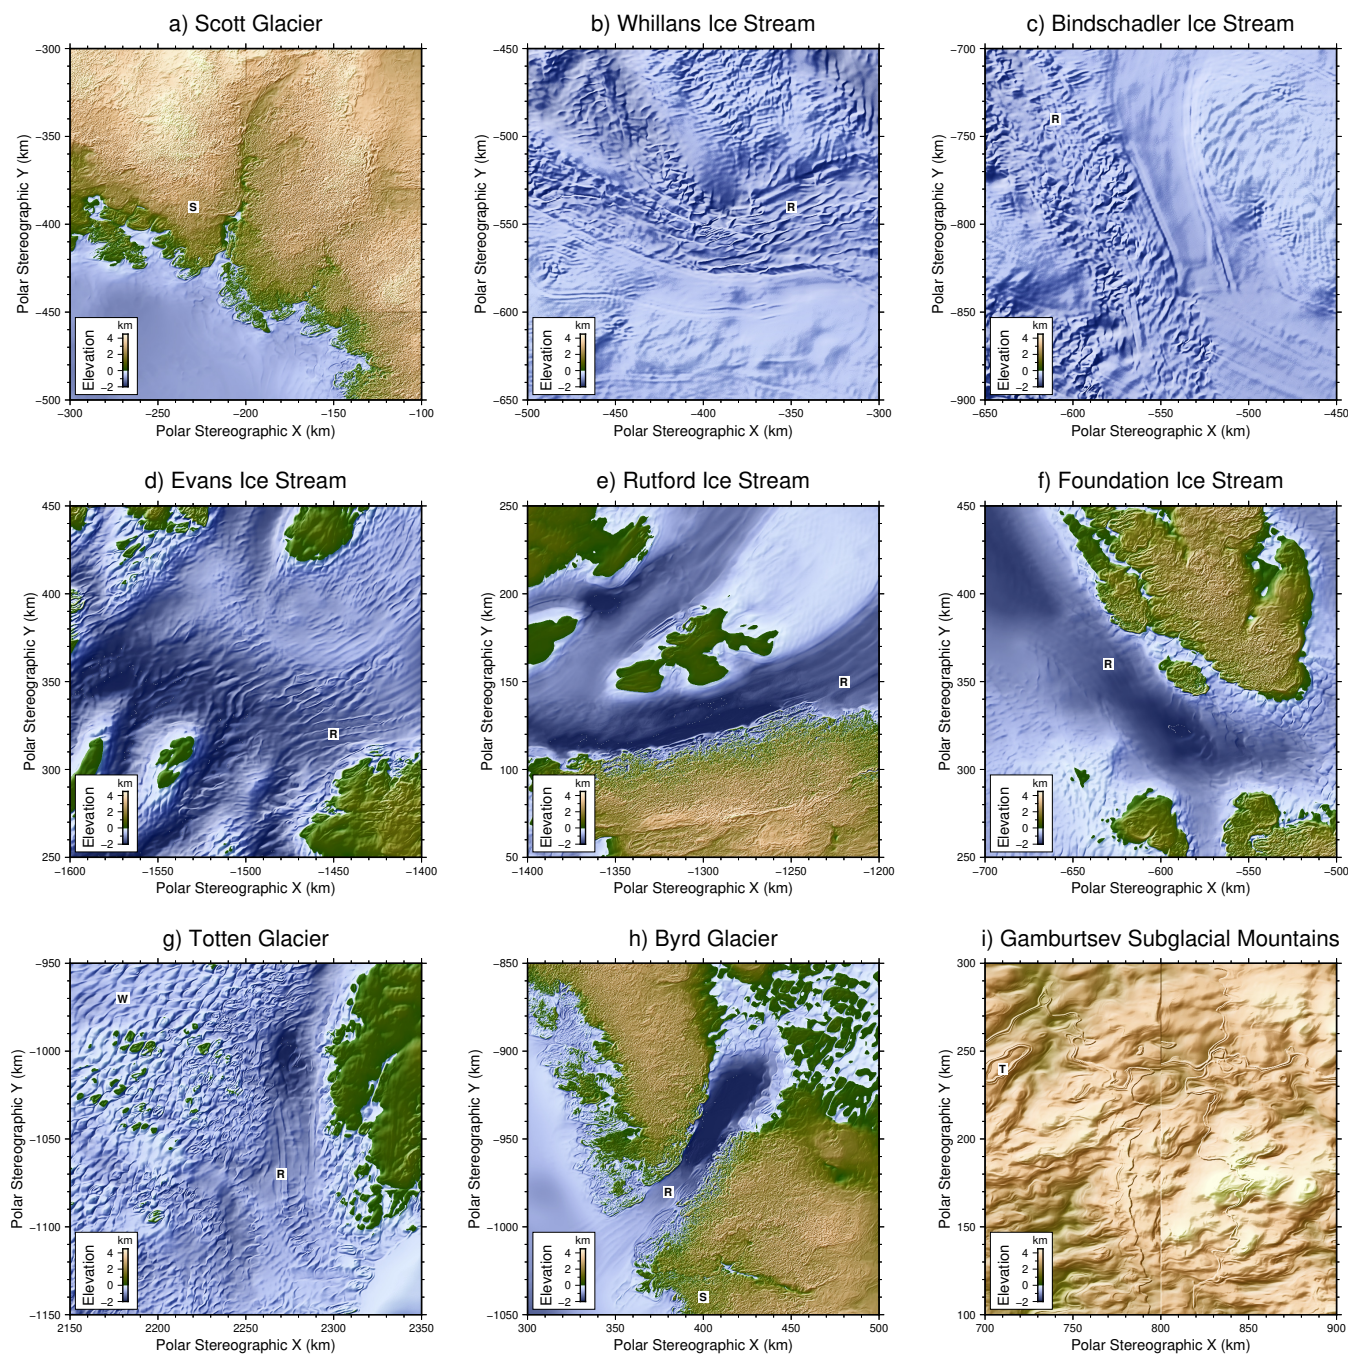 a) Scott Glacier
b) Whillans Ice Stream
c) Bindschadler Ice Stream
−300
−350
−400
−450
−500
Polar Stereographic Y (km)
S
km
4
2
0
−2
Elevation
−300
−250
−200
−150
−100
Polar Stereographic X (km)
−450
−500
−550
−600
−650
Polar Stereographic Y (km)
R
km
4
2
0
−2
Elevation
−500
−450
−400
−350
−300
Polar Stereographic X (km)
−700
−750
−800
−850
−900
Polar Stereographic Y (km)
R
km
4
2
0
−2
Elevation
−650
−600
−550
−500
−450
Polar Stereographic X (km)
d) Evans Ice Stream
e) Rutford Ice Stream
f) Foundation Ice Stream
450
400
350
300
250
Polar Stereographic Y (km)
R
km
4
2
0
−2
Elevation
−1600
−1550
−1500
−1450
−1400
Polar Stereographic X (km)
250
200
150
100
50
Polar Stereographic Y (km)
R
R
km
4
2
0
−2
Elevation
−1400
−1350
−1300
−1250
−1200
Polar Stereographic X (km)
450
400
350
300
250
Polar Stereographic Y (km)
R
km
4
2
0
−2
Elevation
−700
−650
−600
−550
−500
Polar Stereographic X (km)
g) Totten Glacier
h) Byrd Glacier
i) Gamburtsev Subglacial Mountains
−950
−1000
−1050
−1100
−1150
Polar Stereographic Y (km)
W
R
km
4
2
0
−2
Elevation
2150
2200
2250
2300
2350
Polar Stereographic X (km)
−850
−900
−950
−1000
−1050
Polar Stereographic Y (km)
R
S
km
4
2
0
−2
Elevation
300
350
400
450
500
Polar Stereographic X (km)
300
250
200
150
100
Polar Stereographic Y (km)
T
km
4
2
0
−2
Elevation
700
750
800
850
900
Polar Stereographic X (km)